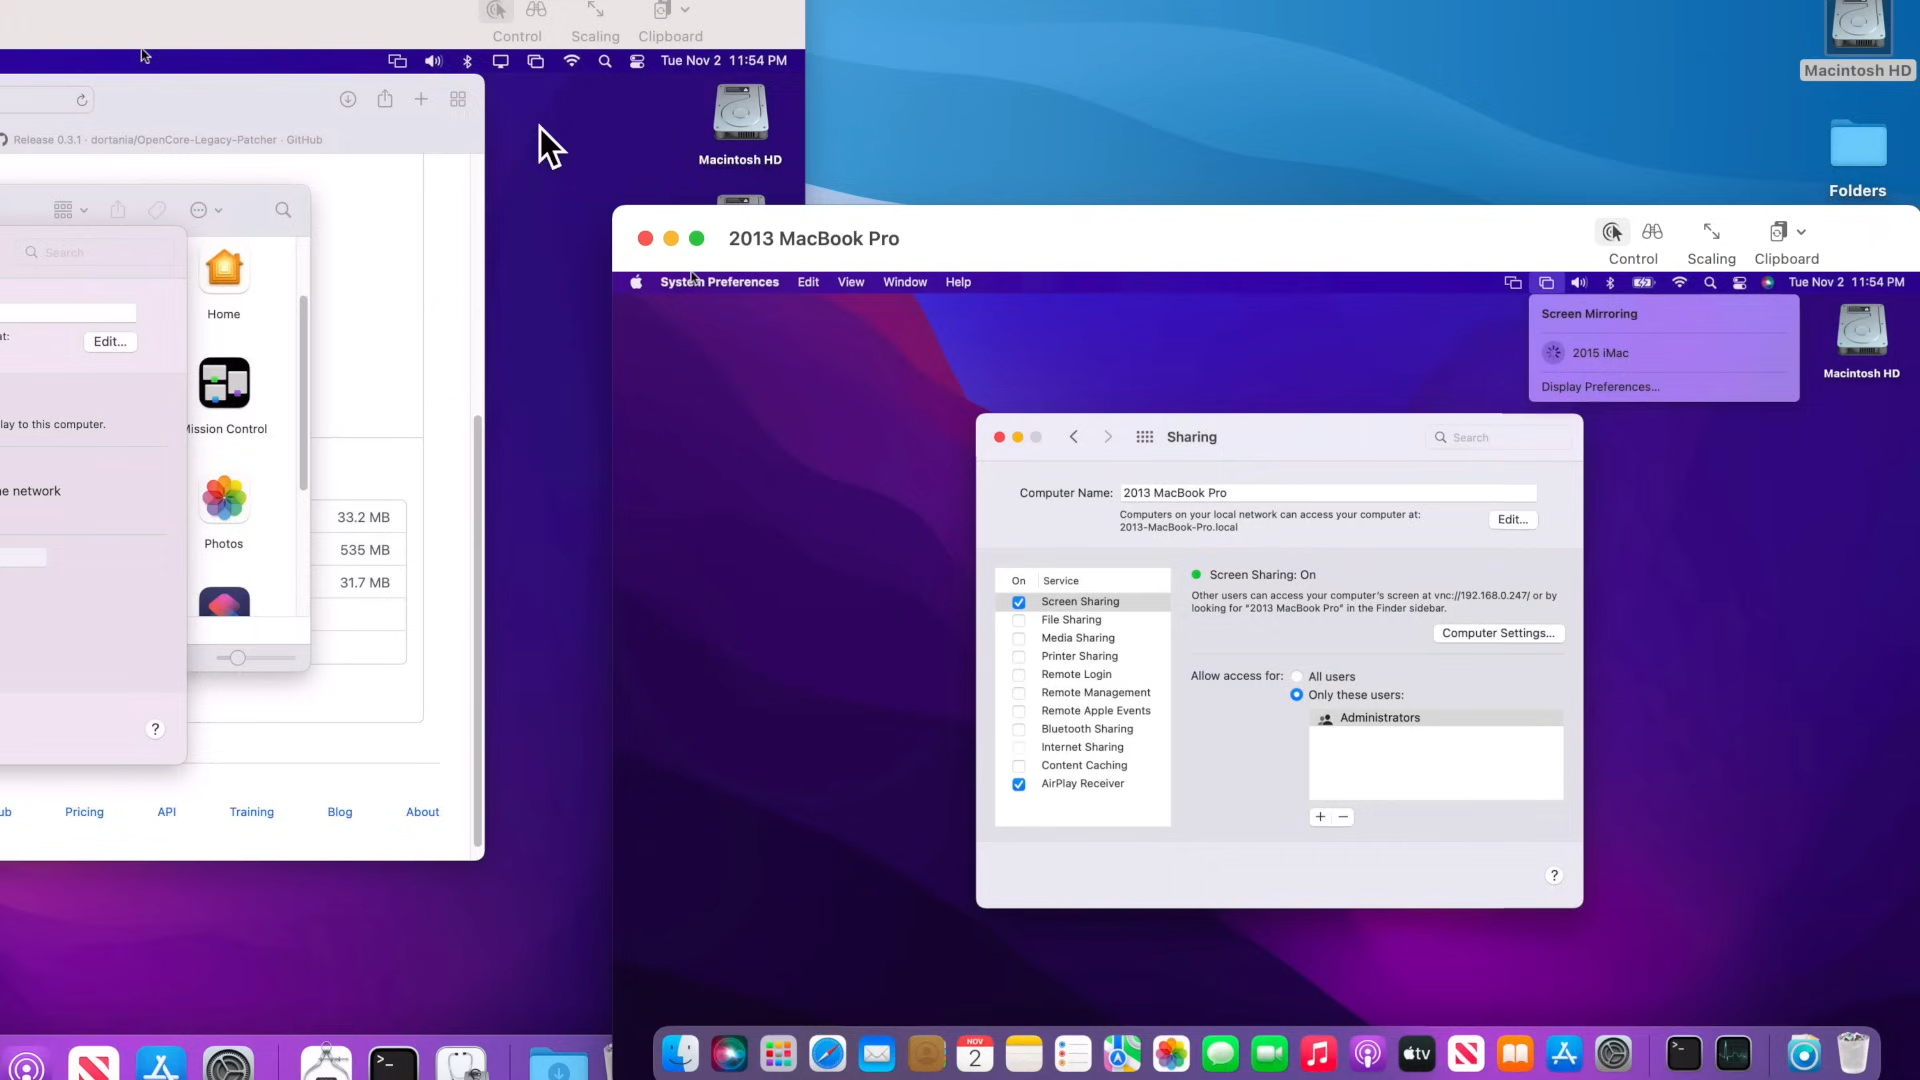 Control Scaling Clipboard
Tue Nov 2 11:54 PM
Release 0.3.1 · dortania/OpenCore-Legacy-Patcher · GitHub
Macintosh HD
Search
Home
Edit...
Mission Control
lay to this computer.
e network
Photos
33.2 MB
535 MB
31.7 MB
?
ub Pricing API Training Blog About
Macintosh HD
Folders
2013 MacBook Pro
Control Scaling Clipboard
System Preferences Edit View Window Help
Tue Nov 2 11:54 PM
Screen Mirroring
2015 iMac
Display Preferences...
Macintosh HD
Sharing
Search
Computer Name: 2013 MacBook Pro
Computers on your local network can access your computer at:
2013-MacBook-Pro.local
Edit...
On Service
Screen Sharing
File Sharing
Media Sharing
Printer Sharing
Remote Login
Remote Management
Remote Apple Events
Bluetooth Sharing
Internet Sharing
Content Caching
AirPlay Receiver
Screen Sharing: On
Other users can access your computer's screen at vnc://192.168.0.247/ or by
looking for "2013 MacBook Pro" in the Finder sidebar.
Computer Settings...
Allow access for: All users
Only these users:
Administrators
+ −
?
NOV
2
tv